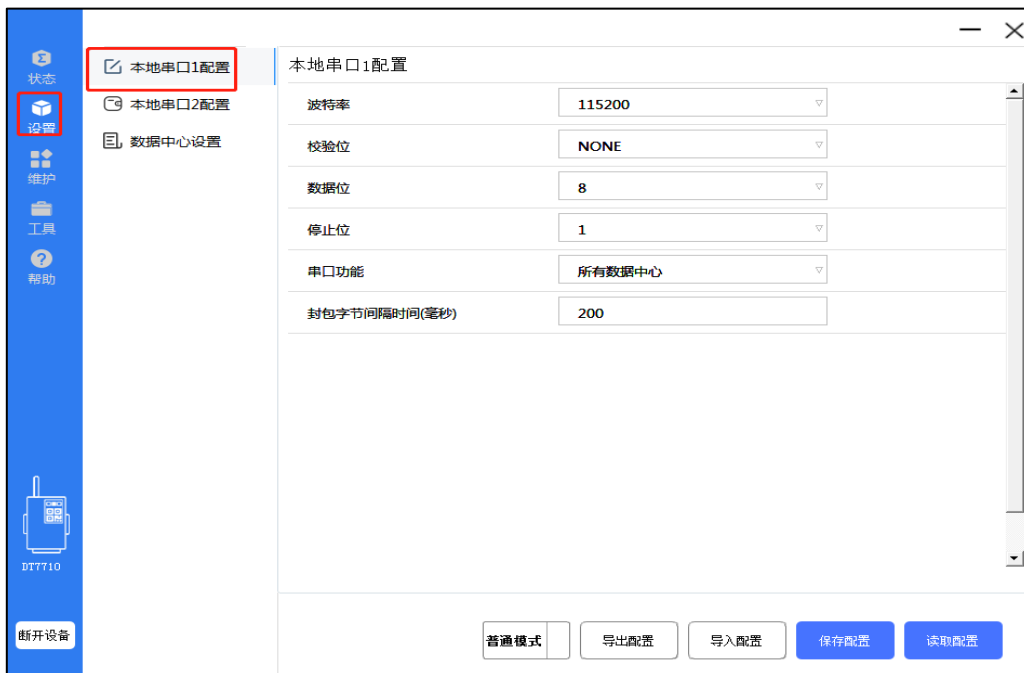 状态
设置
维护
工具
帮助
DT7710
断开设备
本地串口1配置
本地串口2配置
数据中心设置
本地串口1配置
波特率 115200
校验位 NONE
数据位 8
停止位 1
串口功能 所有数据中心
封包字节间隔时间(毫秒) 200
普通模式 导出配置 导入配置 保存配置 读取配置